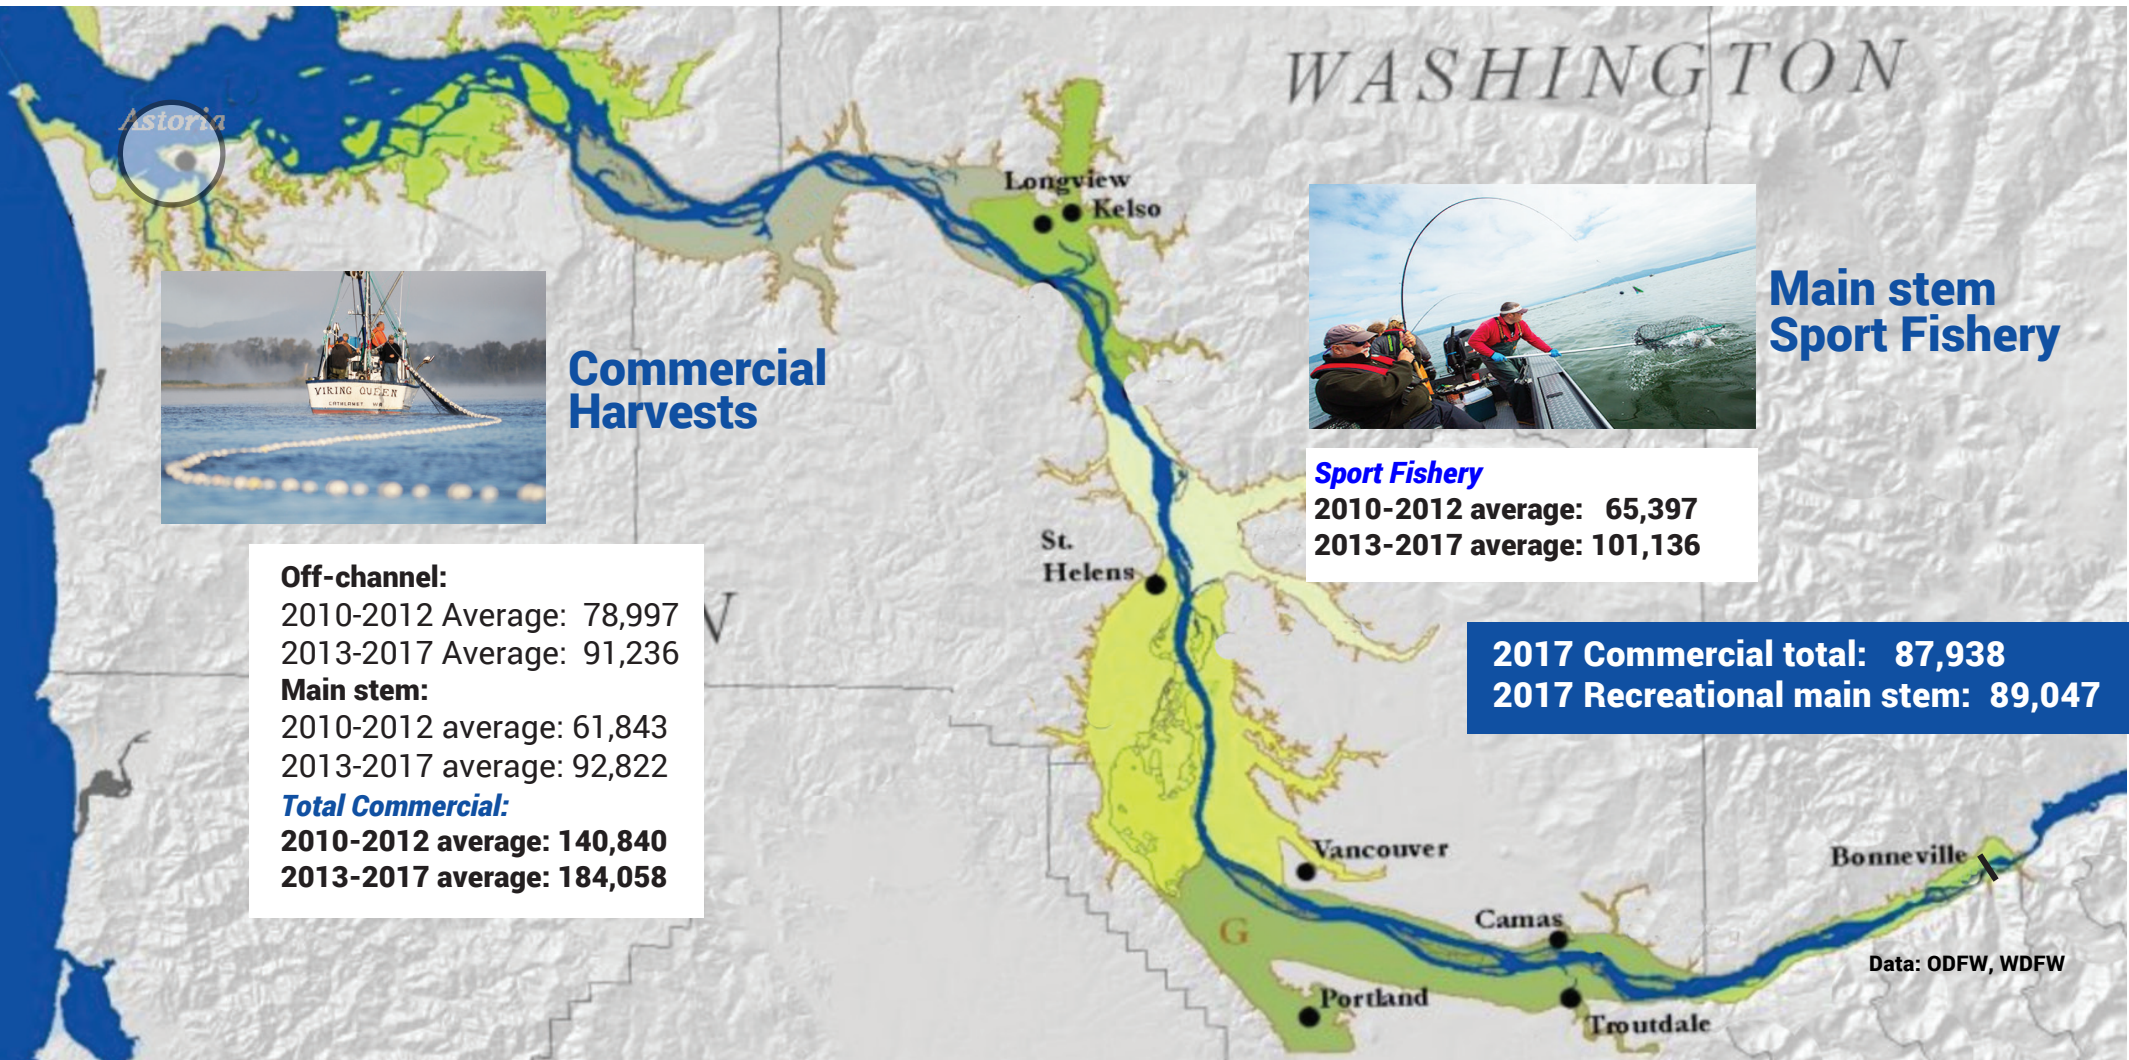 WASHINGTON
Astoria
Longview
Kelso
VIKING QUEEN
CATHLAMET WA
Commercial
Harvests
Main stem
Sport Fishery
Sport Fishery
2010-2012 average: 65,397
2013-2017 average: 101,136
St.
Helens
Off-channel:
2010-2012 Average: 78,997
2013-2017 Average: 91,236
Main stem:
2010-2012 average: 61,843
2013-2017 average: 92,822
Total Commercial:
2010-2012 average: 140,840
2013-2017 average: 184,058
N
2017 Commercial total: 87,938
2017 Recreational main stem: 89,047
Vancouver
Bonneville
Camas
G
Data: ODFW, WDFW
Portland
Troutdale